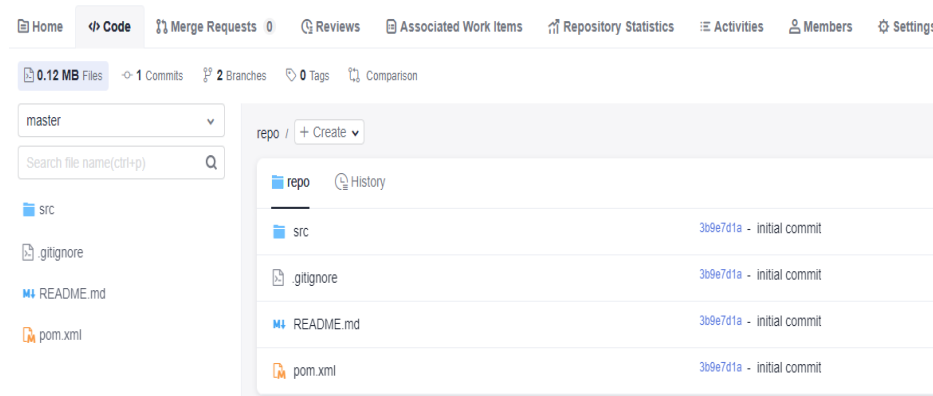 Home Code Merge Requests 0 Reviews Associated Work Items Repository Statistics Activities Members Settings
0.12 MB Files 1 Commits 2 Branches 0 Tags Comparison
master
repo / + Create
Search file name(ctrl+p)
repo History
src
src 3b9e7d1a - initial commit
.gitignore
.gitignore 3b9e7d1a - initial commit
README.md
README.md 3b9e7d1a - initial commit
pom.xml
pom.xml 3b9e7d1a - initial commit